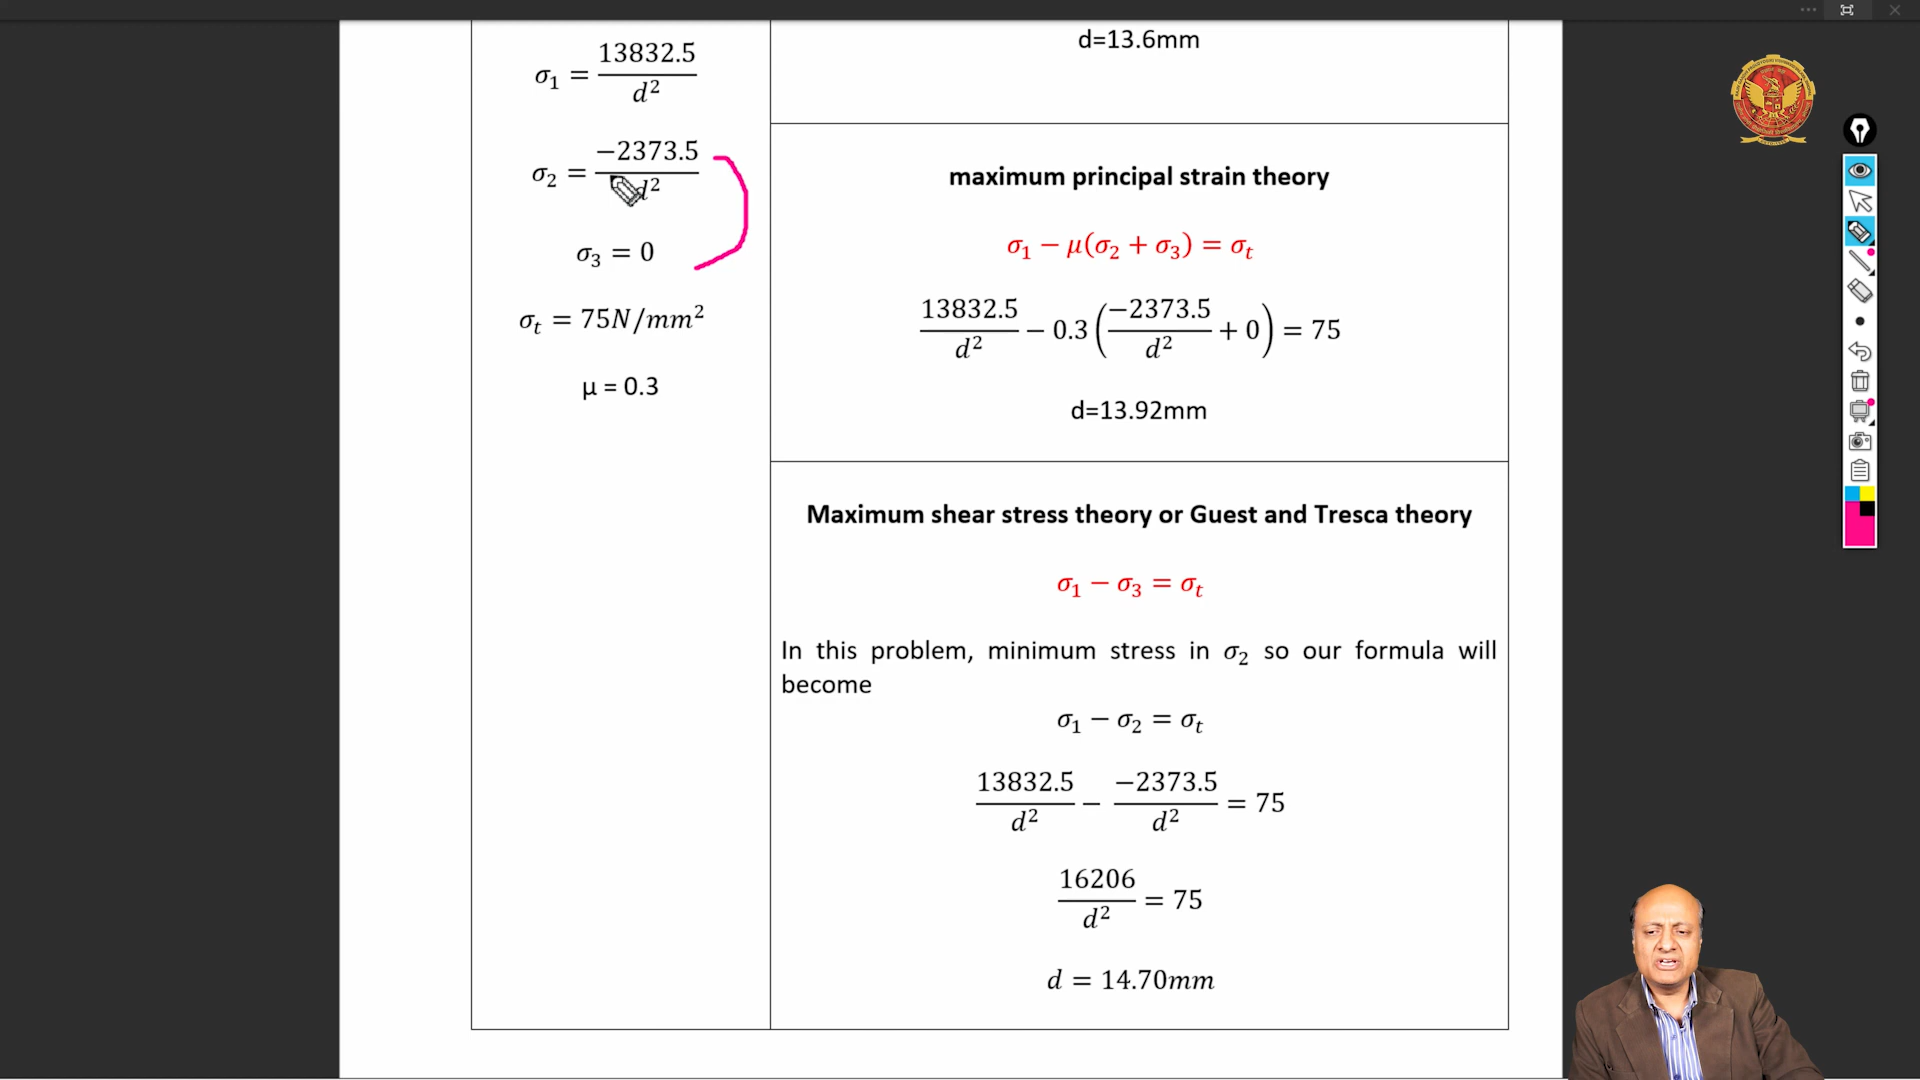 σ₁ = 13832.5 / d²
σ₂ = −2373.5 / d²
σ₃ = 0
σₜ = 75N/mm²
μ = 0.3
d=13.6mm
maximum principal strain theory
σ₁ − μ(σ₂ + σ₃) = σₜ
13832.5 / d² − 0.3 (−2373.5 / d² + 0) = 75
d=13.92mm
Maximum shear stress theory or Guest and Tresca theory
σ₁ − σ₃ = σₜ
In this problem, minimum stress in σ₂ so our formula will
become
σ₁ − σ₂ = σₜ
13832.5 / d² − −2373.5 / d² = 75
16206 / d² = 75
d = 14.70mm